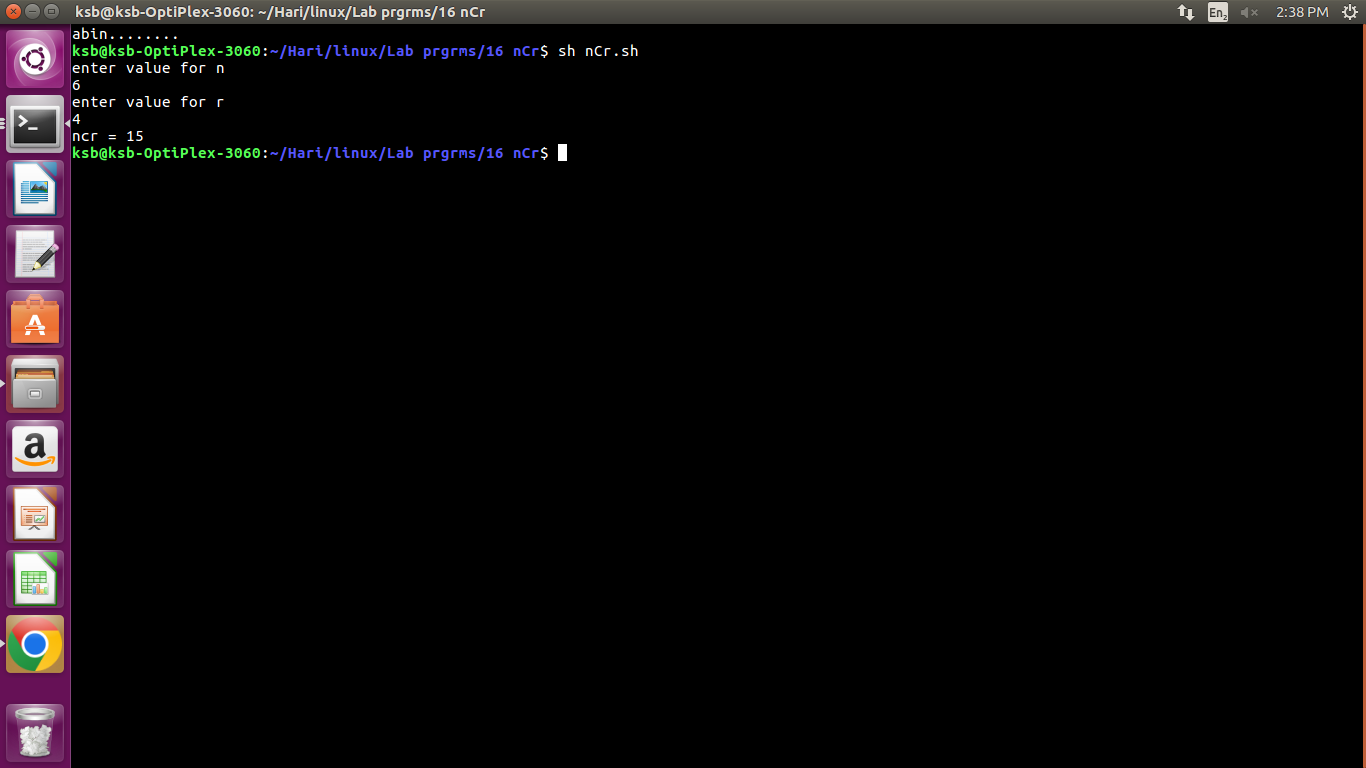 ksb@ksb-OptiPlex-3060: ~/Hari/linux/Lab prgrms/16 nCr
En2
2:38 PM
abin........
ksb@ksb-OptiPlex-3060:~/Hari/linux/Lab prgrms/16 nCr$ sh nCr.sh
enter value for n
6
enter value for r
4
ncr = 15
ksb@ksb-OptiPlex-3060:~/Hari/linux/Lab prgrms/16 nCr$